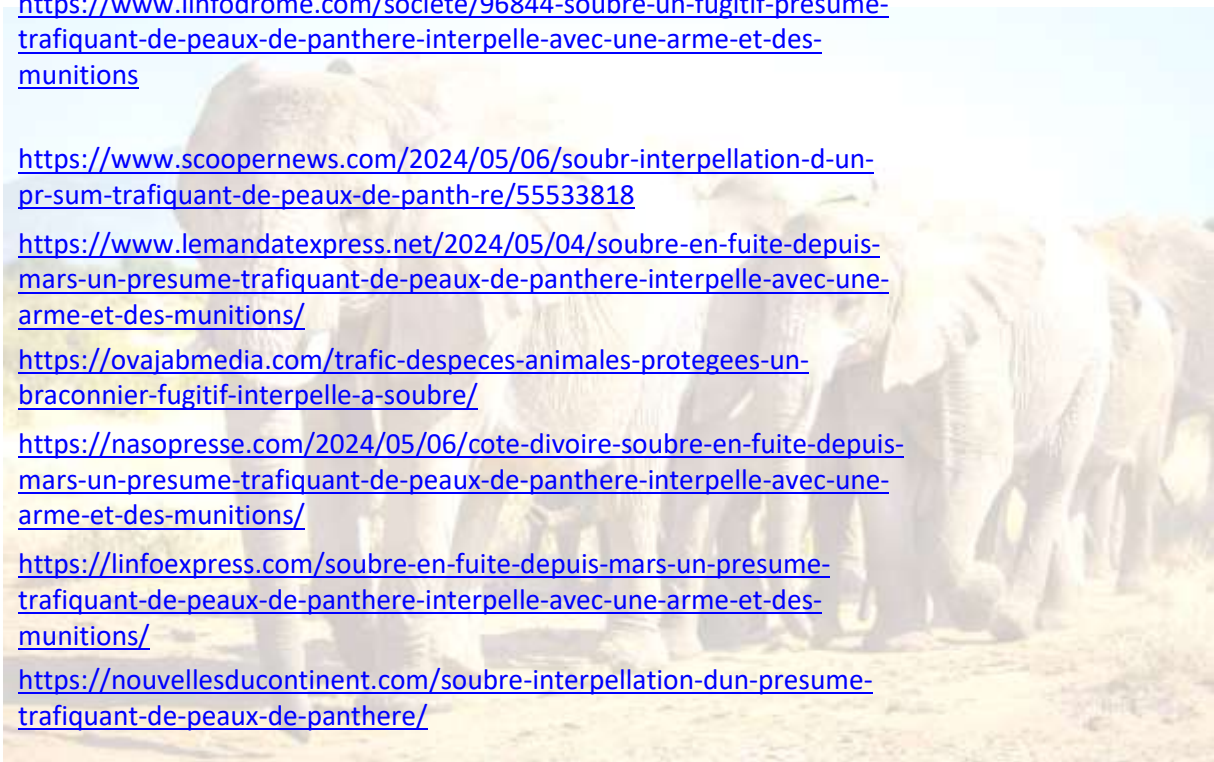 https://www.linfodrome.com/societe/96844-soubre-un-fugitif-presume-
trafiquant-de-peaux-de-panthere-interpelle-avec-une-arme-et-des-
munitions
https://www.scoopernews.com/2024/05/06/soubr-interpellation-d-un-
pr-sum-trafiquant-de-peaux-de-panth-re/55533818
https://www.lemandatexpress.net/2024/05/04/soubre-en-fuite-depuis-
mars-un-presume-trafiquant-de-peaux-de-panthere-interpelle-avec-une-
arme-et-des-munitions/
https://ovajabmedia.com/trafic-despeces-animales-protegees-un-
braconnier-fugitif-interpelle-a-soubre/
https://nasopresse.com/2024/05/06/cote-divoire-soubre-en-fuite-depuis-
mars-un-presume-trafiquant-de-peaux-de-panthere-interpelle-avec-une-
arme-et-des-munitions/
https://linfoexpress.com/soubre-en-fuite-depuis-mars-un-presume-
trafiquant-de-peaux-de-panthere-interpelle-avec-une-arme-et-des-
munitions/
https://nouvellesducontinent.com/soubre-interpellation-dun-presume-
trafiquant-de-peaux-de-panthere/